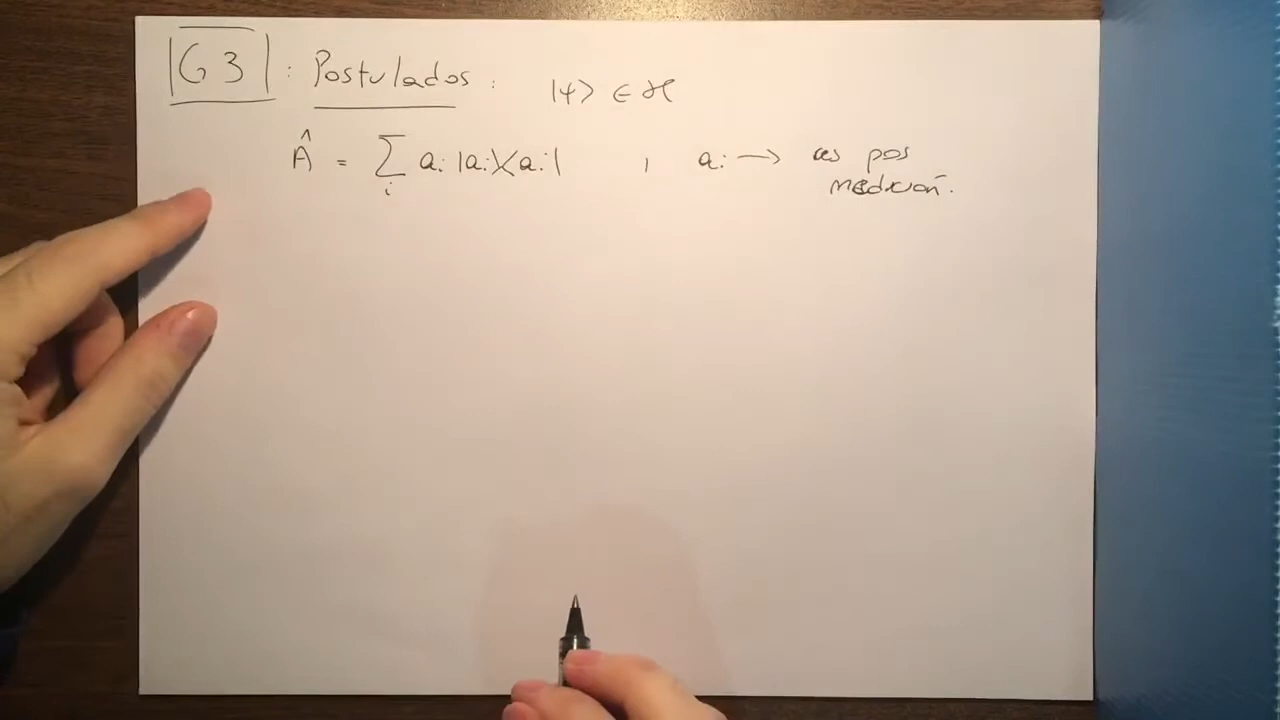 G3 : Postulados : |ψ> ∈ ℋ
Â = ∑ᵢ aᵢ |aᵢ><aᵢ| , aᵢ → res pos
medición.